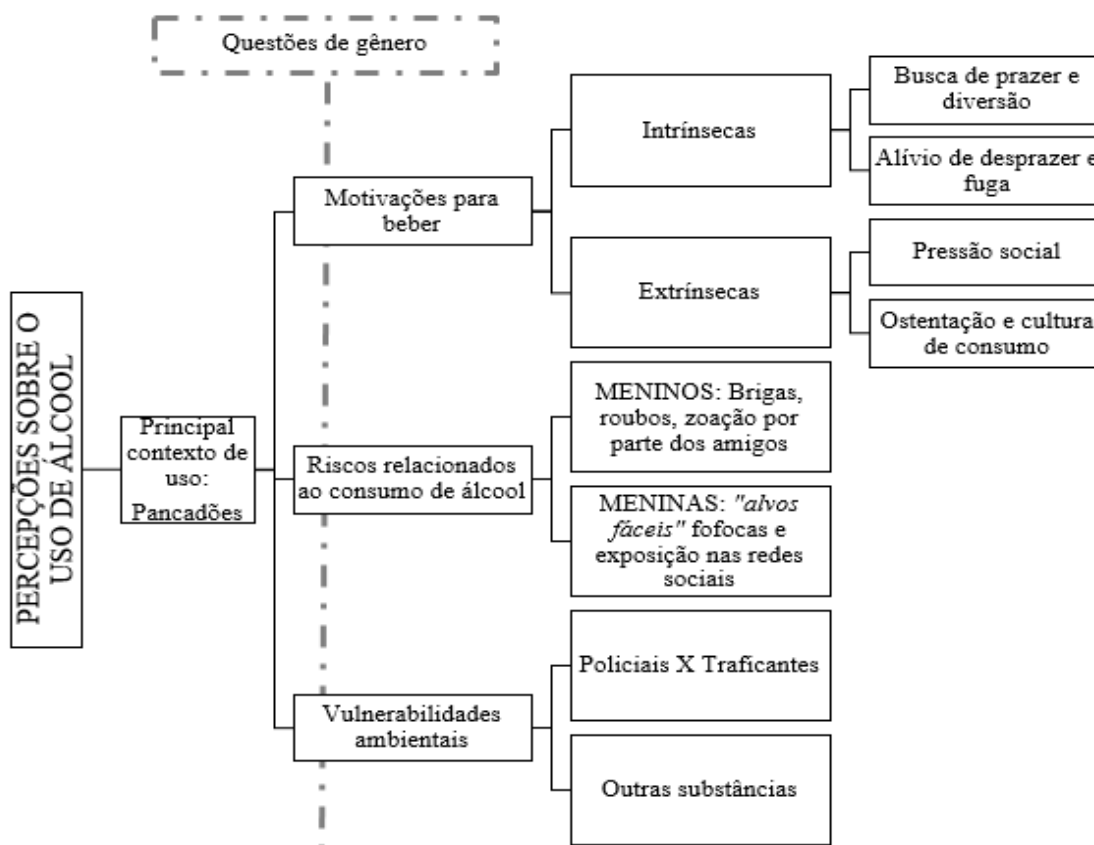 Questões de gênero
PERCEPÇÕES SOBRE O
USO DE ÁLCOOL
Principal
contexto de
uso:
Pancadões
Motivações para
beber
Intrínsecas
Busca de prazer e
diversão
Alívio de desprazer e
fuga
Extrínsecas
Pressão social
Ostentação e cultura
de consumo
Riscos relacionados
ao consumo de álcool
MENINOS: Brigas,
roubos, zoação por
parte dos amigos
MENINAS: "alvos
fáceis" fofocas e
exposição nas redes
sociais
Vulnerabilidades
ambientais
Policiais X Traficantes
Outras substâncias